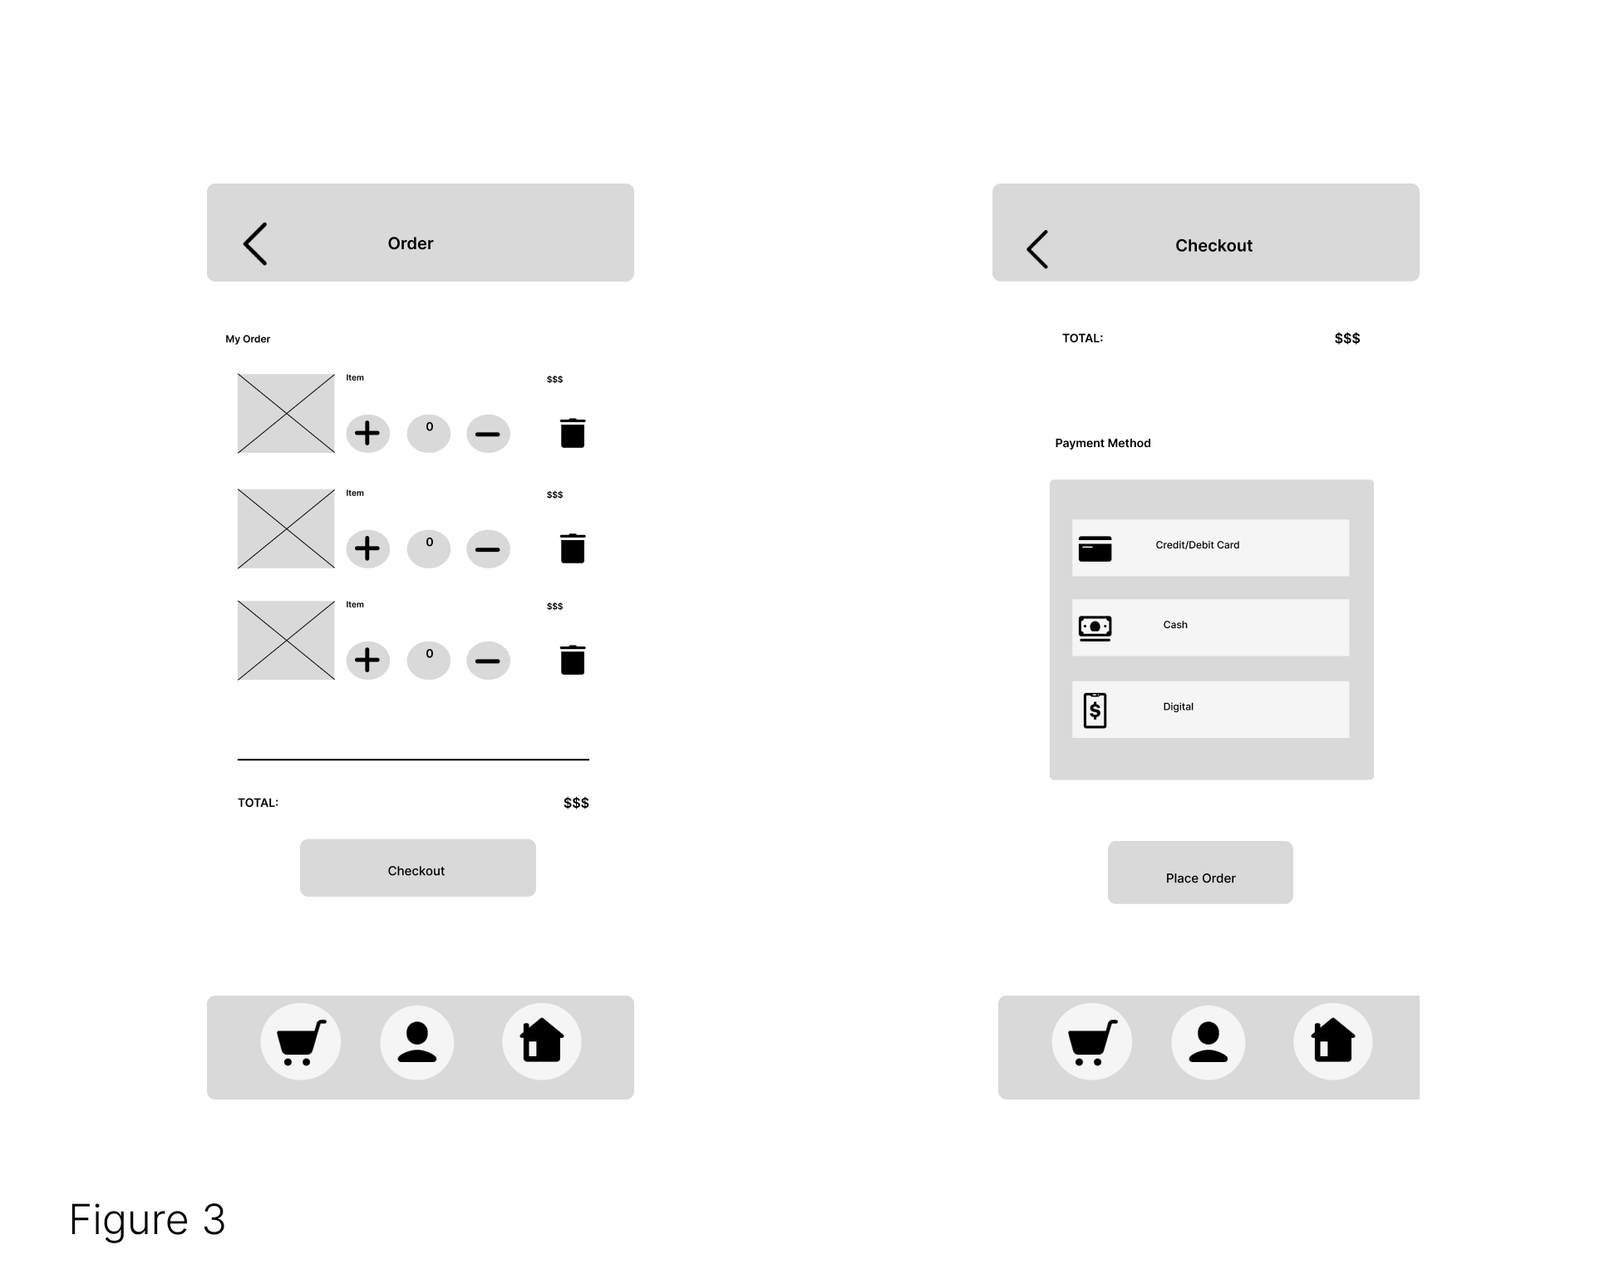 Order
My Order
Item $$$
0
Item $$$
0
Item $$$
0
TOTAL: $$$
Checkout
Checkout
TOTAL: $$$
Payment Method
Credit/Debit Card
Cash
$ Digital
Place Order
Figure 3